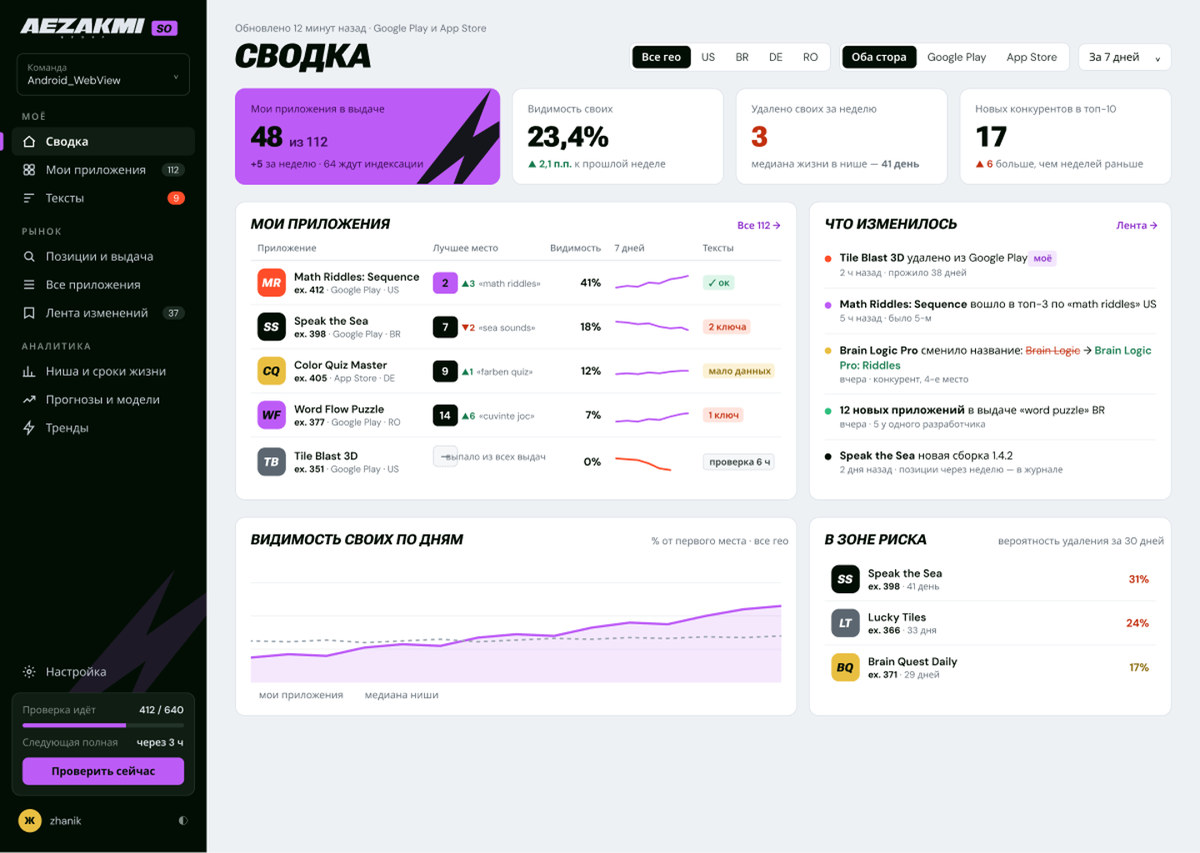 AEZAKMI SO
GROUP
Команда
Android_WebView
МОЁ
Сводка
Мои приложения 112
Тексты 9
РЫНОК
Позиции и выдача
Все приложения
Лента изменений 37
АНАЛИТИКА
Ниша и сроки жизни
Прогнозы и модели
Тренды
Настройка
Проверка идёт 412 / 640
Следующая полная через 3 ч
Проверить сейчас
Ж zhanik
Обновлено 12 минут назад · Google Play и App Store
СВОДКА
Все гео US BR DE RO
Оба стора Google Play App Store
За 7 дней
Мои приложения в выдаче
48 из 112
+5 за неделю · 64 ждут индексации
Видимость своих
23,4%
▲ 2,1 п.п. к прошлой неделе
Удалено своих за неделю
3
медиана жизни в нише — 41 день
Новых конкурентов в топ-10
17
▲ 6 больше, чем неделей раньше
МОИ ПРИЛОЖЕНИЯ Все 112 →
Приложение Лучшее место Видимость 7 дней Тексты
MR Math Riddles: Sequence 2 ▲3 «math riddles» 41% ✓ ок
ex. 412 · Google Play · US
SS Speak the Sea 7 ▼2 «sea sounds» 18% 2 ключа
ex. 398 · Google Play · BR
CQ Color Quiz Master 9 ▲1 «farben quiz» 12% мало данных
ex. 405 · App Store · DE
WF Word Flow Puzzle 14 ▲6 «cuvinte joc» 7% 1 ключ
ex. 377 · Google Play · RO
TB Tile Blast 3D — выпало из всех выдач 0% проверка 6 ч
ex. 351 · Google Play · US
ЧТО ИЗМЕНИЛОСЬ Лента →
Tile Blast 3D удалено из Google Play моё
2 ч назад · прожило 38 дней
Math Riddles: Sequence вошло в топ-3 по «math riddles» US
5 ч назад · было 5-м
Brain Logic Pro сменило название: Brain Logic → Brain Logic
Pro: Riddles
вчера · конкурент, 4-е место
12 новых приложений в выдаче «word puzzle» BR
вчера · 5 у одного разработчика
Speak the Sea новая сборка 1.4.2
2 дня назад · позиции через неделю — в журнале
ВИДИМОСТЬ СВОИХ ПО ДНЯМ % от первого места · все гео
мои приложения медиана ниши
В ЗОНЕ РИСКА вероятность удаления за 30 дней
SS Speak the Sea 31%
ex. 398 · 41 день
LT Lucky Tiles 24%
ex. 366 · 33 дня
BQ Brain Quest Daily 17%
ex. 371 · 29 дней